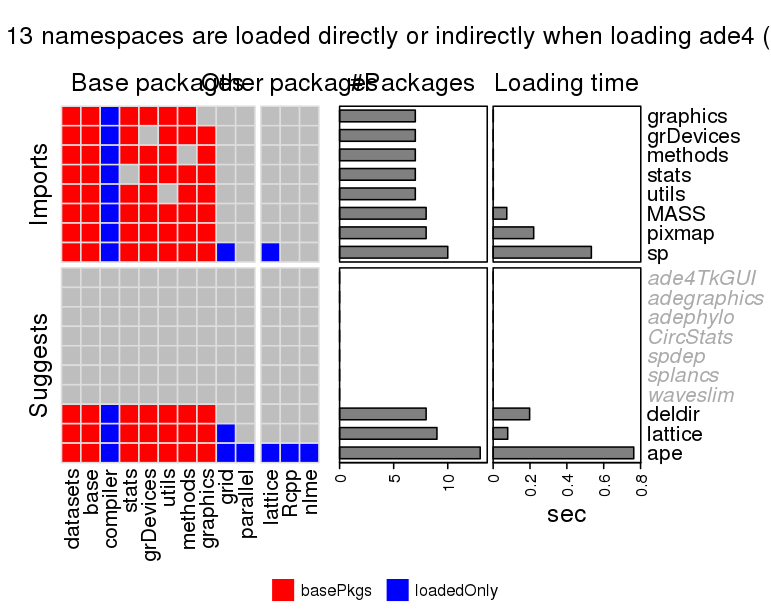 13 namespaces are loaded directly or indirectly when loading ade4 (
Base packages
Other packages
#Packages
Loading time
Imports
graphics
grDevices
methods
stats
utils
MASS
pixmap
sp
Suggests
ade4TkGUI
adegraphics
adephylo
CircStats
spdep
splancs
waveslim
deldir
lattice
ape
datasets
base
compiler
stats
grDevices
utils
methods
graphics
grid
parallel
lattice
Rcpp
nlme
0
5
10
0
0.2
0.4
0.6
0.8
sec
basePkgs
loadedOnly